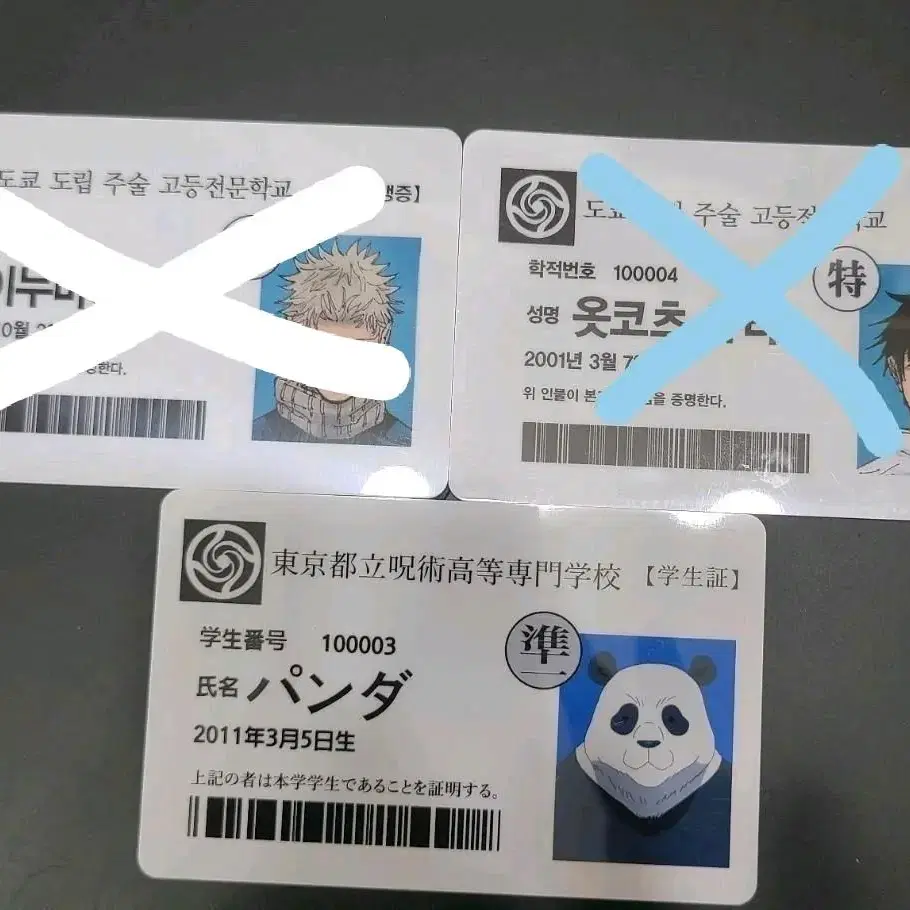 도쿄 도립 주술 고등전문학교
생증】
이누마
0월 2
명한다.
도쿄 주술 고등전 학교
학적번호 100004
特
성명 옷코츠
2001년 3월 7
위 인물이 본 을 증명한다.
東京都立呪術高等専門学校 【学生証】
学生番号 100003
準一
氏名 パンダ
2011年3月5日生
上記の者は本学学生であることを証明する。